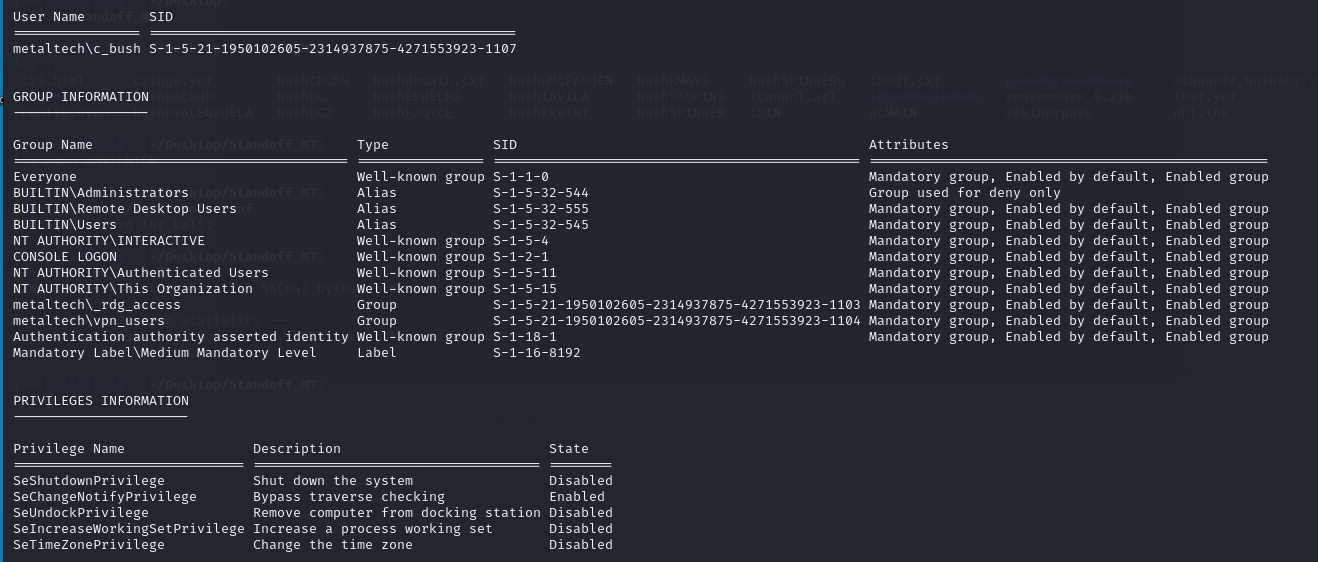 User Name SID
metaltech\c_bush S-1-5-21-1950102605-2314937875-4271553923-1107
GROUP INFORMATION
Group Name Type SID Attributes
Everyone Well-known group S-1-1-0 Mandatory group, Enabled by default, Enabled group
BUILTIN\Administrators Alias S-1-5-32-544 Group used for deny only
BUILTIN\Remote Desktop Users Alias S-1-5-32-555 Mandatory group, Enabled by default, Enabled group
BUILTIN\Users Alias S-1-5-32-545 Mandatory group, Enabled by default, Enabled group
NT AUTHORITY\INTERACTIVE Well-known group S-1-5-4 Mandatory group, Enabled by default, Enabled group
CONSOLE LOGON Well-known group S-1-2-1 Mandatory group, Enabled by default, Enabled group
NT AUTHORITY\Authenticated Users Well-known group S-1-5-11 Mandatory group, Enabled by default, Enabled group
NT AUTHORITY\This Organization Well-known group S-1-5-15 Mandatory group, Enabled by default, Enabled group
metaltech\_rdg_access Group S-1-5-21-1950102605-2314937875-4271553923-1103 Mandatory group, Enabled by default, Enabled group
metaltech\vpn_users Group S-1-5-21-1950102605-2314937875-4271553923-1104 Mandatory group, Enabled by default, Enabled group
Authentication authority asserted identity Well-known group S-1-18-1 Mandatory group, Enabled by default, Enabled group
Mandatory Label\Medium Mandatory Level Label S-1-16-8192
PRIVILEGES INFORMATION
Privilege Name Description State
SeShutdownPrivilege Shut down the system Disabled
SeChangeNotifyPrivilege Bypass traverse checking Enabled
SeUndockPrivilege Remove computer from docking station Disabled
SeIncreaseWorkingSetPrivilege Increase a process working set Disabled
SeTimeZonePrivilege Change the time zone Disabled